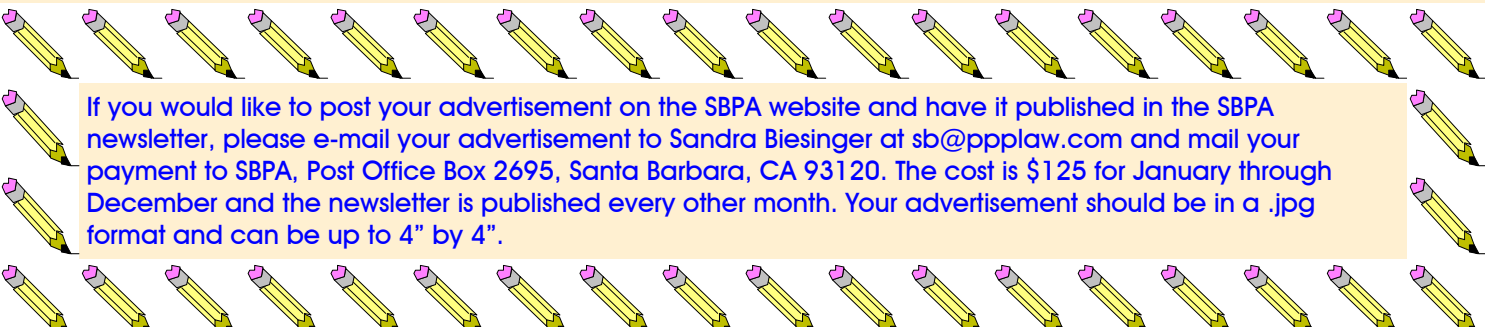 If you would like to post your advertisement on the SBPA website and have it published in the SBPA
newsletter, please e-mail your advertisement to Sandra Biesinger at sb@ppplaw.com and mail your
payment to SBPA, Post Office Box 2695, Santa Barbara, CA 93120. The cost is $125 for January through
December and the newsletter is published every other month. Your advertisement should be in a .jpg
format and can be up to 4” by 4”.